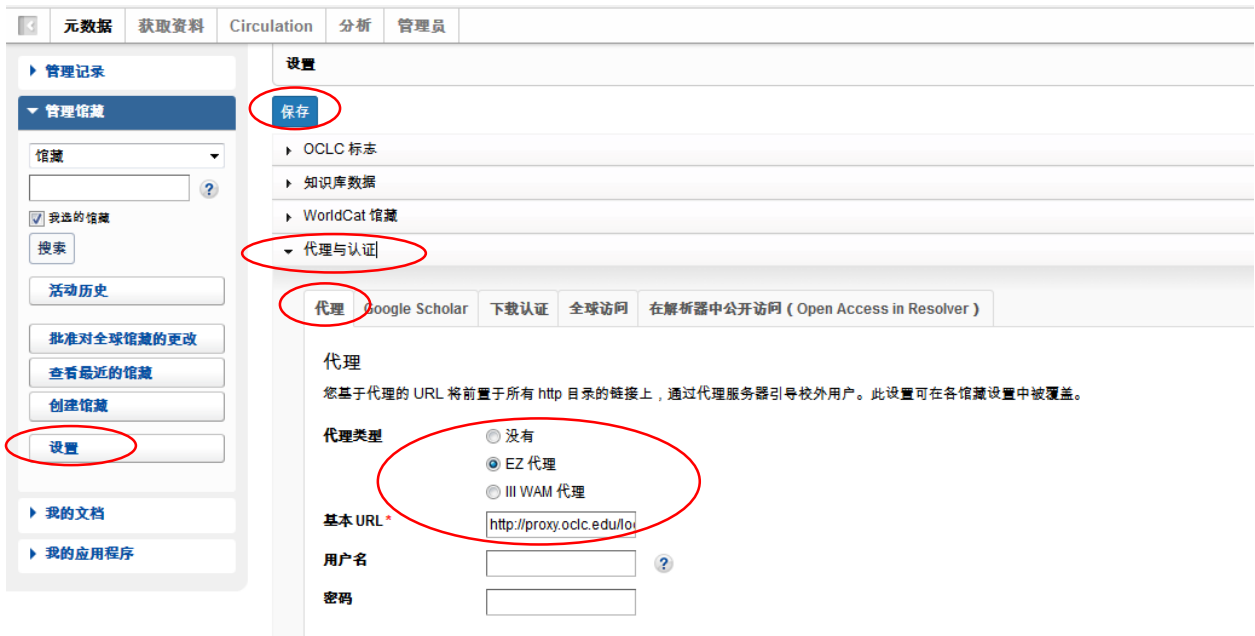 元数据 获取资料 Circulation 分析 管理员
管理记录
管理馆藏
馆藏
?
我选的馆藏
搜索
活动历史
批准对全球馆藏的更改
查看最近的馆藏
创建馆藏
设置
我的文档
我的应用程序
设置
保存
OCLC 标志
知识库数据
WorldCat 馆藏
代理与认证
代理 Google Scholar 下载认证 全球访问 在解析器中公开访问 ( Open Access in Resolver )
代理
您基于代理的 URL 将前置于所有 http 目录的链接上，通过代理服务器引导校外用户。此设置可在各馆藏设置中被覆盖。
代理类型 没有
EZ 代理
III WAM 代理
基本 URL* http://proxy.oclc.edu/lo
用户名 ?
密码